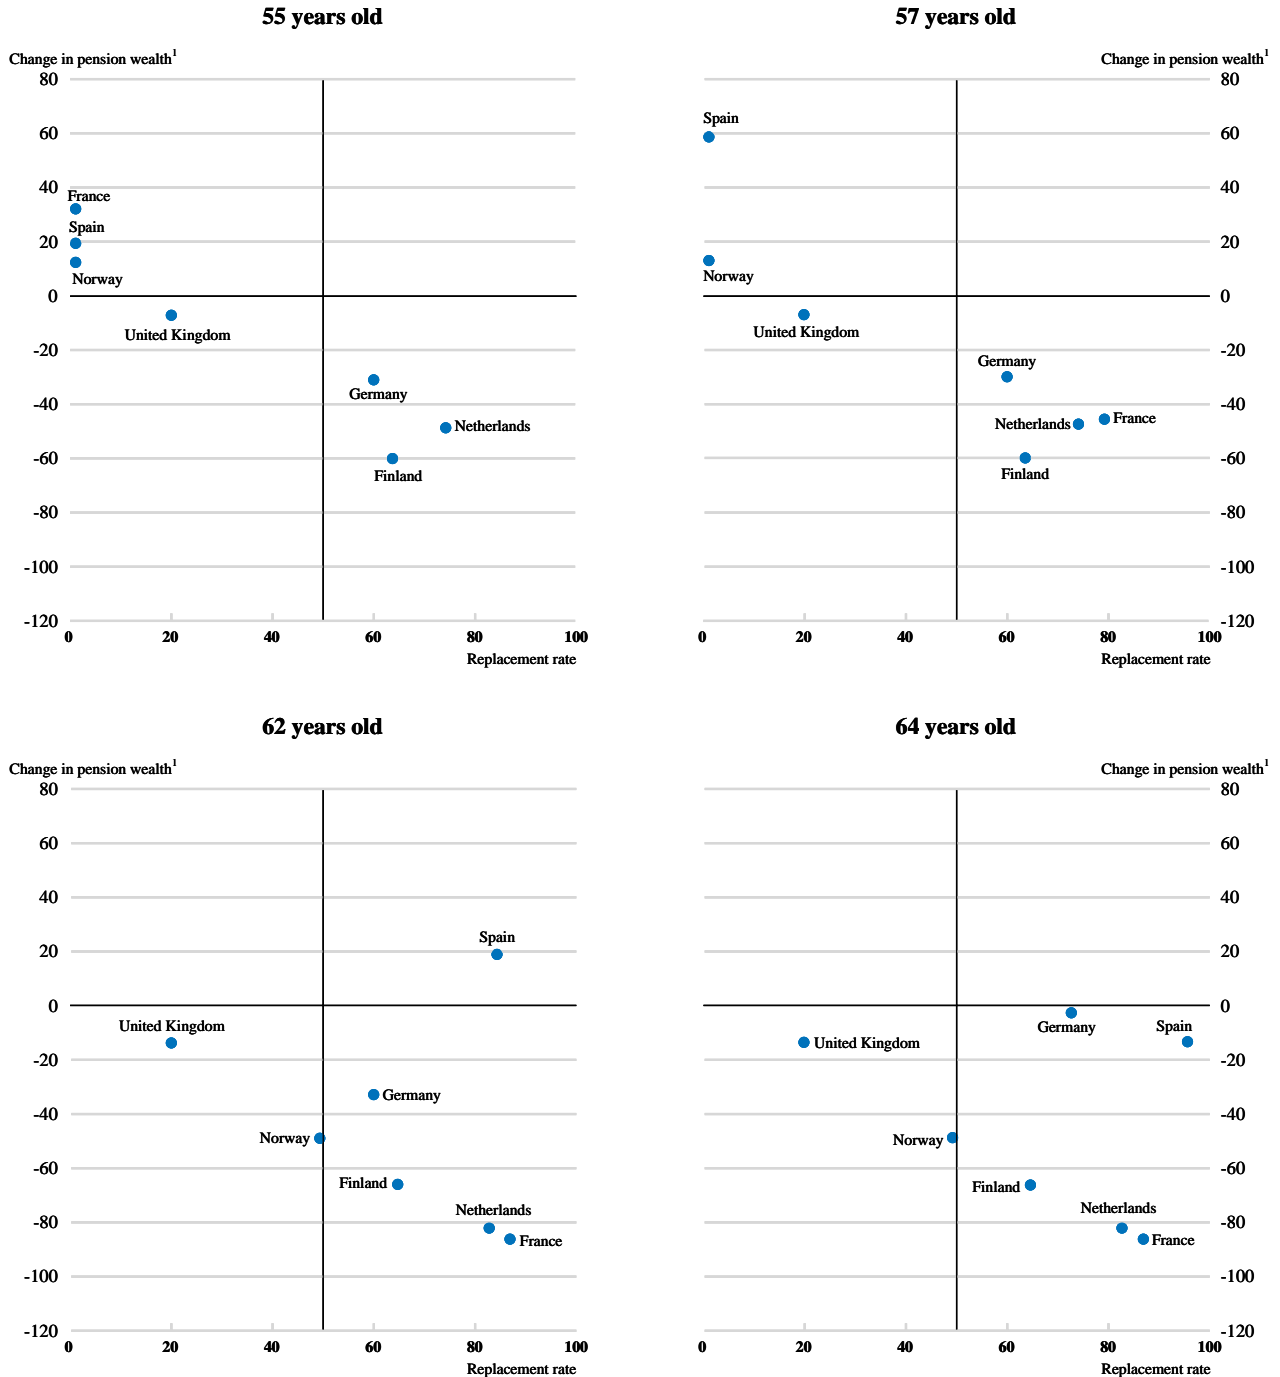 55 years old
Change in pension wealth1
80
60
40
20
0
-20
-40
-60
-80
-100
-120
France
Spain
Norway
United Kingdom
Germany
Netherlands
Finland
0 20 40 60 80 100
Replacement rate
57 years old
Change in pension wealth1
80
60
40
20
0
-20
-40
-60
-80
-100
-120
Spain
Norway
United Kingdom
Germany
France
Netherlands
Finland
0 20 40 60 80 100
Replacement rate
62 years old
Change in pension wealth1
80
60
40
20
0
-20
-40
-60
-80
-100
-120
Spain
United Kingdom
Germany
Norway
Finland
Netherlands
France
0 20 40 60 80 100
Replacement rate
64 years old
Change in pension wealth1
80
60
40
20
0
-20
-40
-60
-80
-100
-120
Germany
Spain
United Kingdom
Norway
Finland
Netherlands
France
0 20 40 60 80 100
Replacement rate